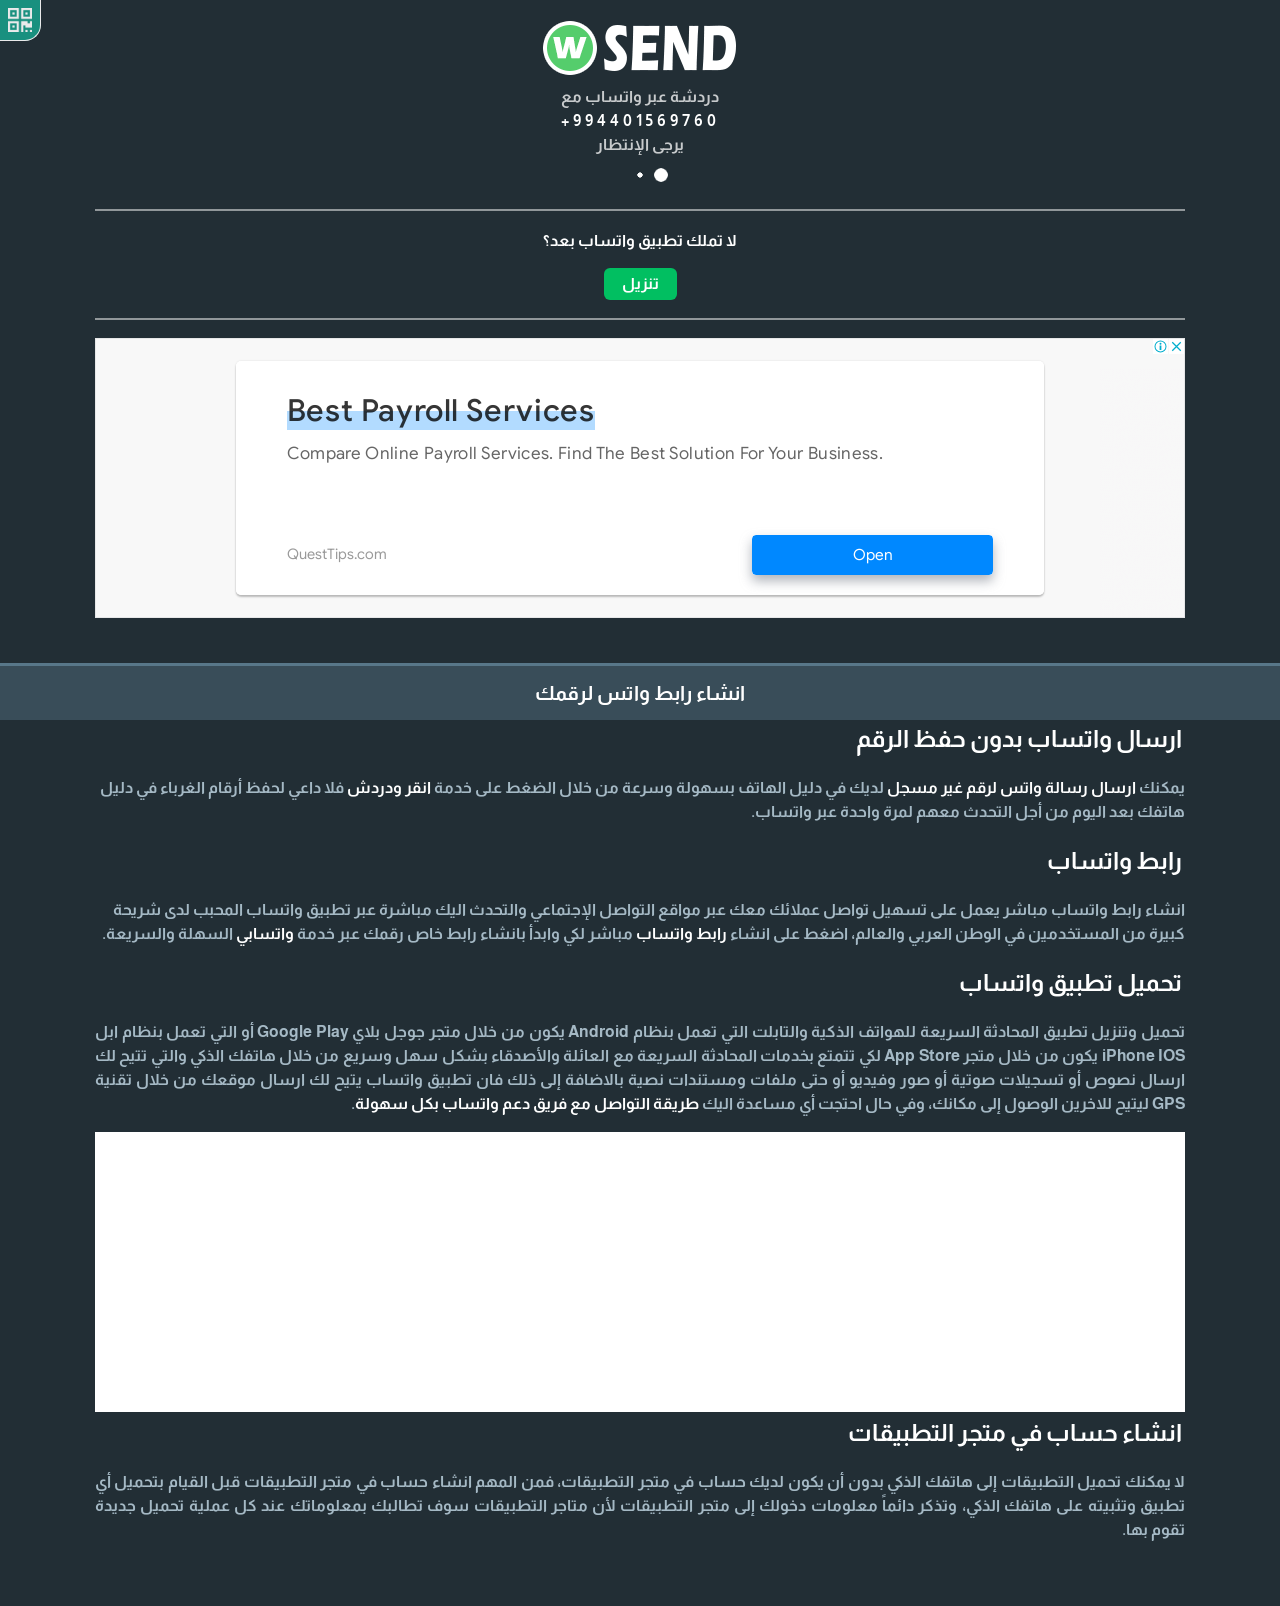 W SEND
دردشة عبر واتساب مع
+994401569760
يرجى الإنتظار
لا تملك تطبيق واتساب بعد؟
تنزيل
Best Payroll Services
Compare Online Payroll Services. Find The Best Solution For Your Business.
QuestTips.com
Open
انشاء رابط واتس لرقمك
ارسال واتساب بدون حفظ الرقم
يمكنك ارسال رسالة واتس لرقم غير مسجل لديك في دليل الهاتف بسهولة وسرعة من خلال الضغط على خدمة انقر ودردش فلا داعي لحفظ أرقام الغرباء في دليل
هاتفك بعد اليوم من أجل التحدث معهم لمرة واحدة عبر واتساب.
رابط واتساب
انشاء رابط واتساب مباشر يعمل على تسهيل تواصل عملائك معك عبر مواقع التواصل الإجتماعي والتحدث اليك مباشرة عبر تطبيق واتساب المحبب لدى شريحة
كبيرة من المستخدمين في الوطن العربي والعالم، اضغط على انشاء رابط واتساب مباشر لكي وابدأ بانشاء رابط خاص رقمك عبر خدمة واتسابي السهلة والسريعة.
تحميل تطبيق واتساب
تحميل وتنزيل تطبيق المحادثة السريعة للهواتف الذكية والتابلت التي تعمل بنظام Android يكون من خلال متجر جوجل بلاي Google Play أو التي تعمل بنظام ابل
iPhone IOS يكون من خلال متجر App Store لكي تتمتع بخدمات المحادثة السريعة مع العائلة والأصدقاء بشكل سهل وسريع من خلال هاتفك الذكي والتي تتيح لك
ارسال نصوص أو تسجيلات صوتية أو صور وفيديو أو حتى ملفات ومستندات نصية بالاضافة إلى ذلك فان تطبيق واتساب يتيح لك ارسال موقعك من خلال تقنية
GPS ليتيح للاخرين الوصول إلى مكانك، وفي حال احتجت أي مساعدة اليك طريقة التواصل مع فريق دعم واتساب بكل سهولة.
انشاء حساب في متجر التطبيقات
لا يمكنك تحميل التطبيقات إلى هاتفك الذكي بدون أن يكون لديك حساب في متجر التطبيقات، فمن المهم انشاء حساب في متجر التطبيقات قبل القيام بتحميل أي
تطبيق وتثبيته على هاتفك الذكي، وتذكر دائماً معلومات دخولك إلى متجر التطبيقات لأن متاجر التطبيقات سوف تطالبك بمعلوماتك عند كل عملية تحميل جديدة
تقوم بها.